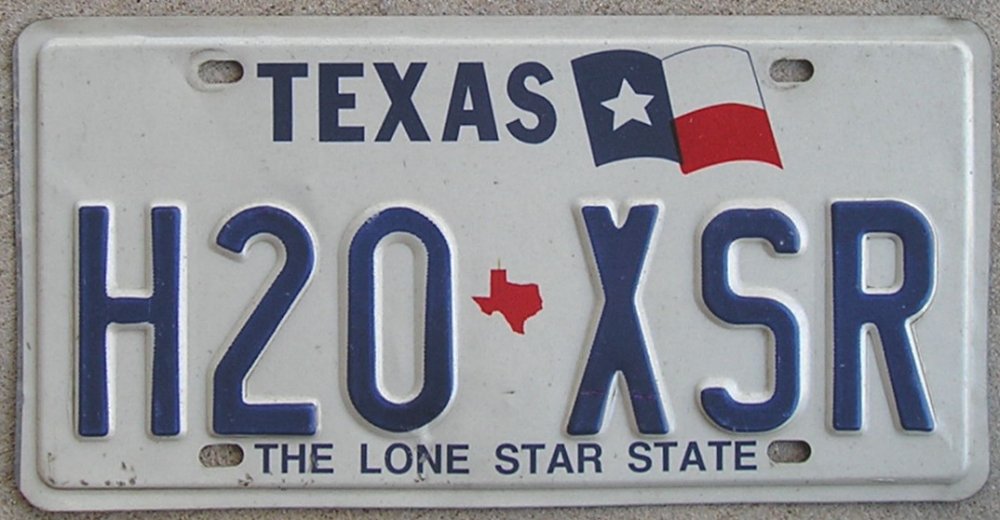 TEXAS
H20 XSR
THE LONE STAR STATE